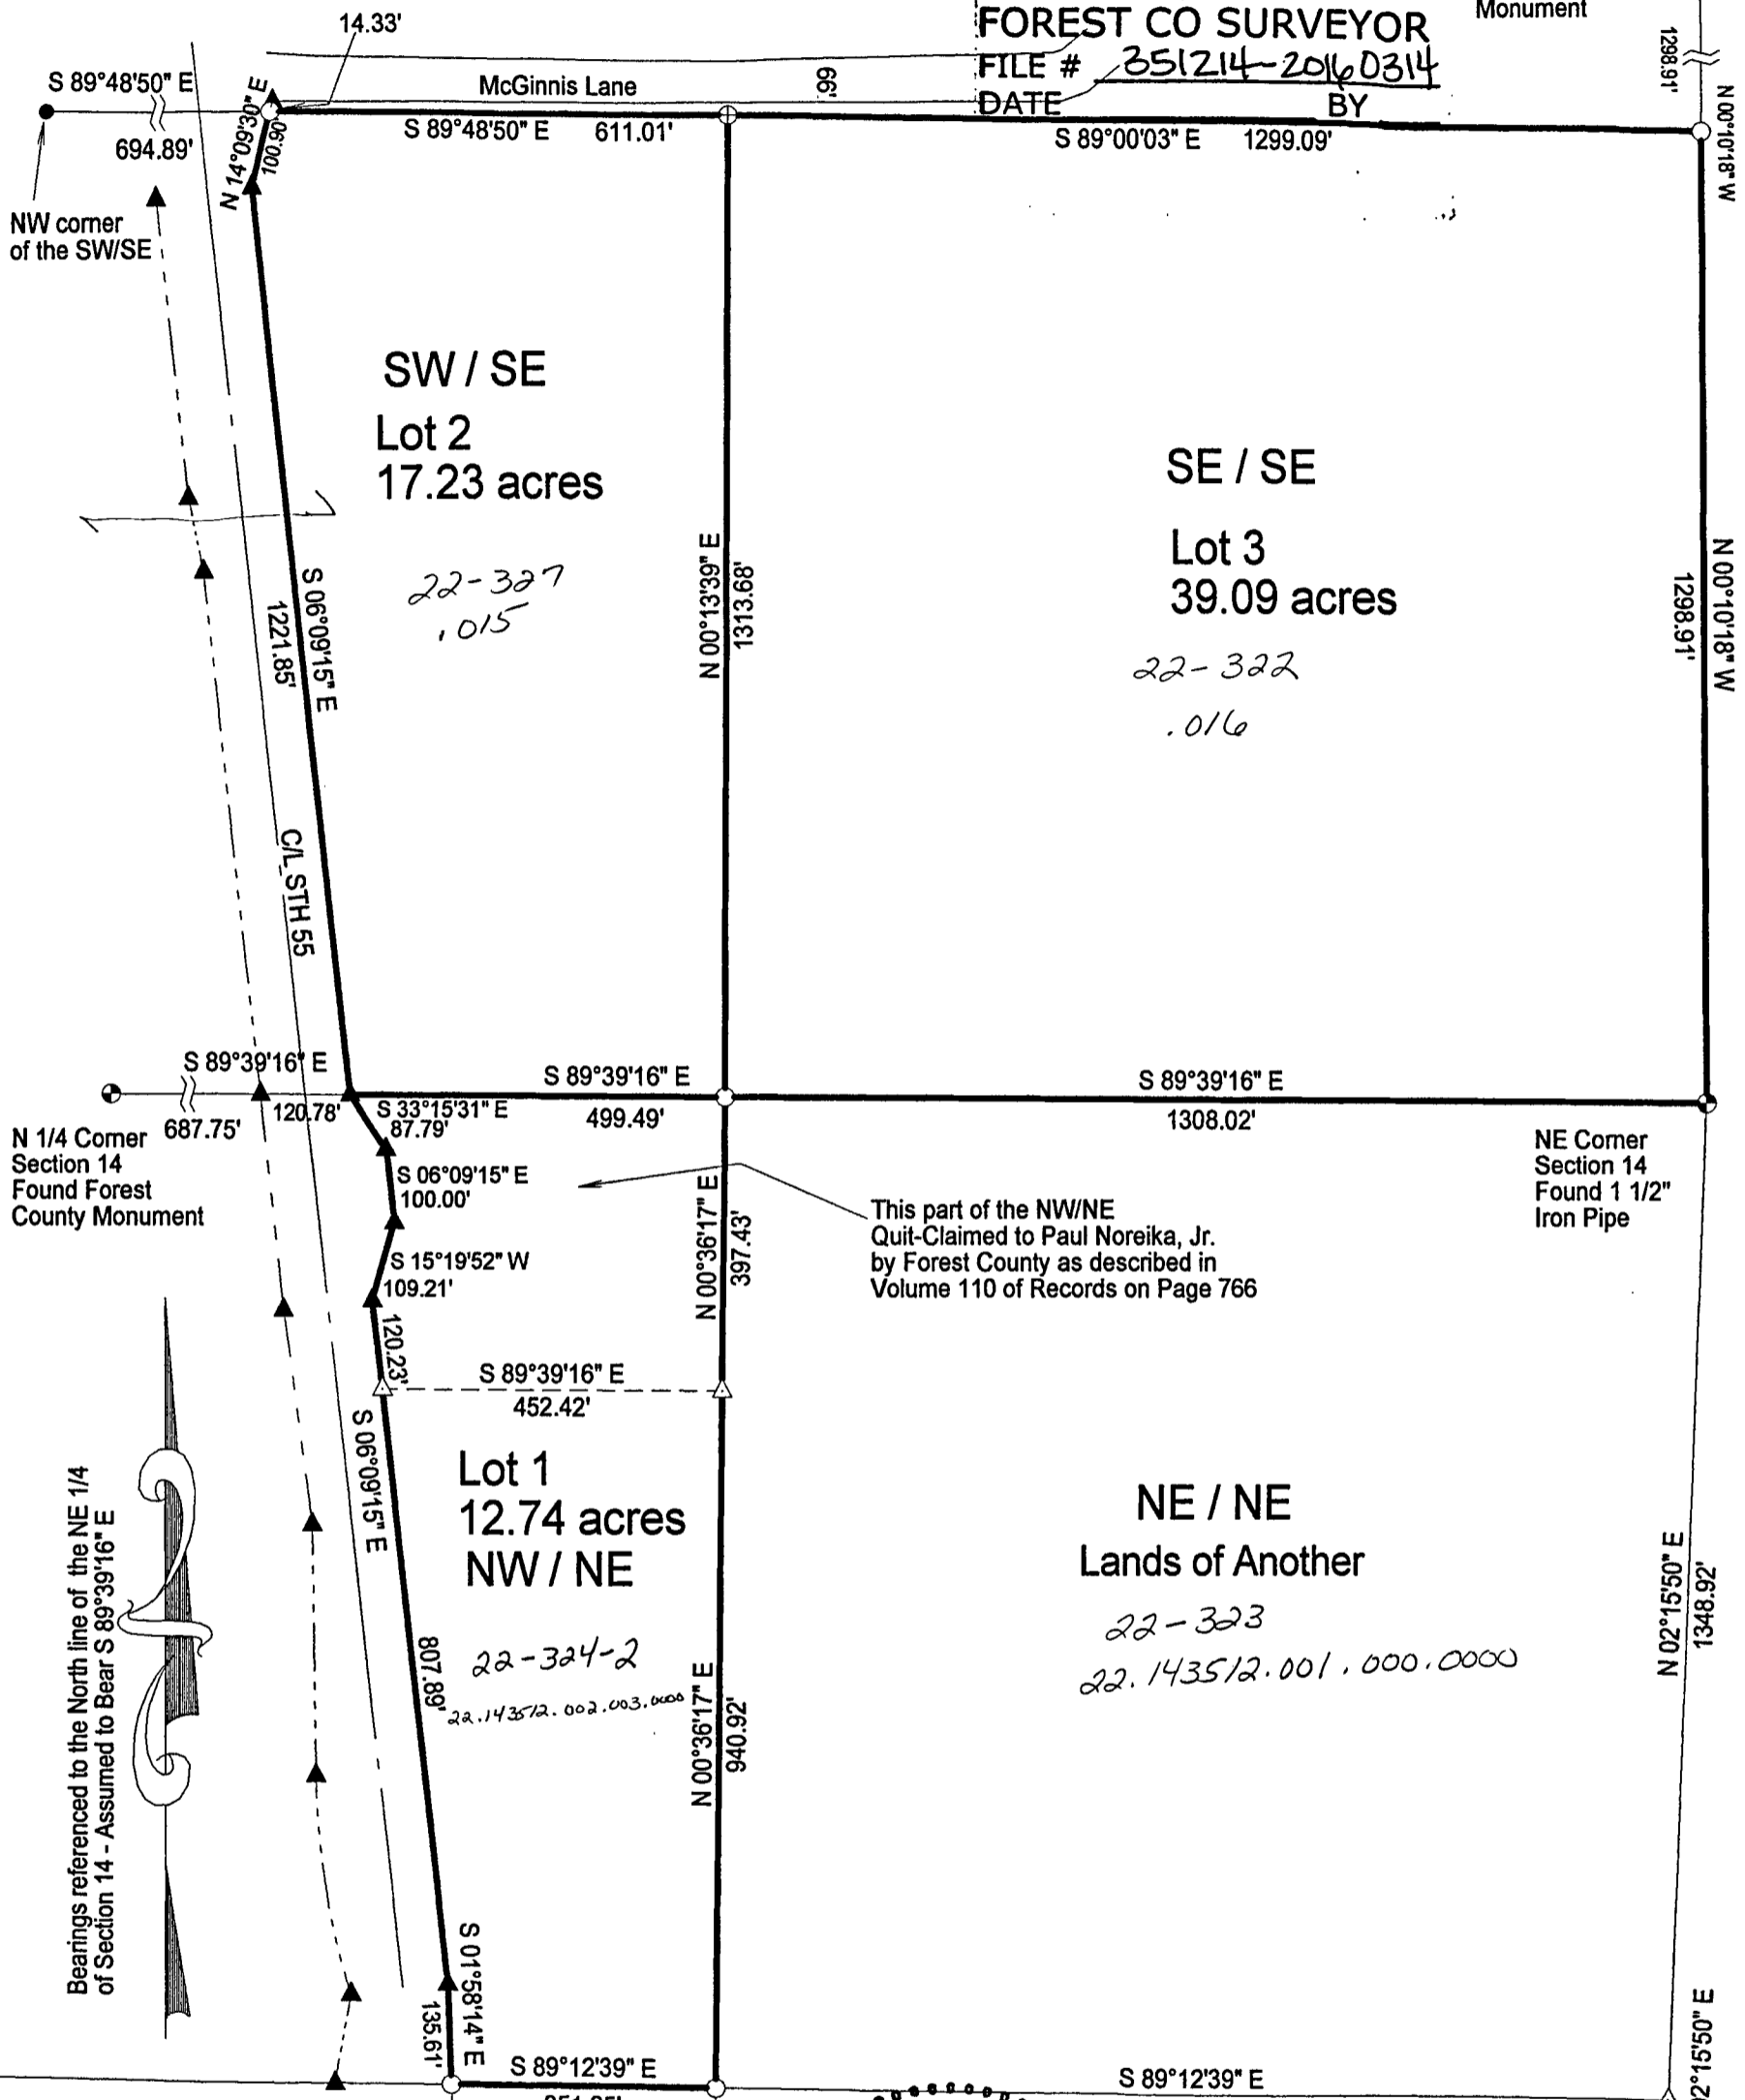 14.33'
FOREST CO SURVEYOR
Monument
FILE # 351214-20160314
DATE BY
1298.91'
S 89°48'50" E
694.89'
McGinnis Lane
66'
N 14°09'30" E
100.90'
S 89°48'50" E 611.01'
S 89°00'03" E 1299.09'
N 00°10'18" W
NW corner
of the SW/SE
SW / SE
Lot 2
17.23 acres
22-327
.015
SE / SE
Lot 3
39.09 acres
22-322
.016
N 00°13'39" E
1313.68'
N 00°10'18" W
1298.91'
S 06°09'15" E
1221.85'
C/L STH 55
S 89°39'16" E
120.78'
687.75'
N 1/4 Corner
Section 14
Found Forest
County Monument
S 89°39'16" E
499.49'
S 89°39'16" E
1308.02'
S 33°15'31" E
87.79'
S 06°09'15" E
100.00'
S 15°19'52" W
109.21'
120.23'
NE Corner
Section 14
Found 1 1/2"
Iron Pipe
This part of the NW/NE
Quit-Claimed to Paul Noreika, Jr.
by Forest County as described in
Volume 110 of Records on Page 766
N 00°36'17" E
397.43'
S 89°39'16" E
452.42'
S 06°09'15" E
807.89'
Lot 1
12.74 acres
NW / NE
22-324-2
22.143512.002.003.0000
N 00°36'17" E
940.92'
NE / NE
Lands of Another
22-323
22.143512.001.000.0000
N 02°15'50" E
1348.92'
Bearings referenced to the North line of the NE 1/4
of Section 14 - Assumed to Bear S 89°39'16" E
S 01°58'14" E
135.61'
S 89°12'39" E
S 89°12'39" E
2°15'50" E